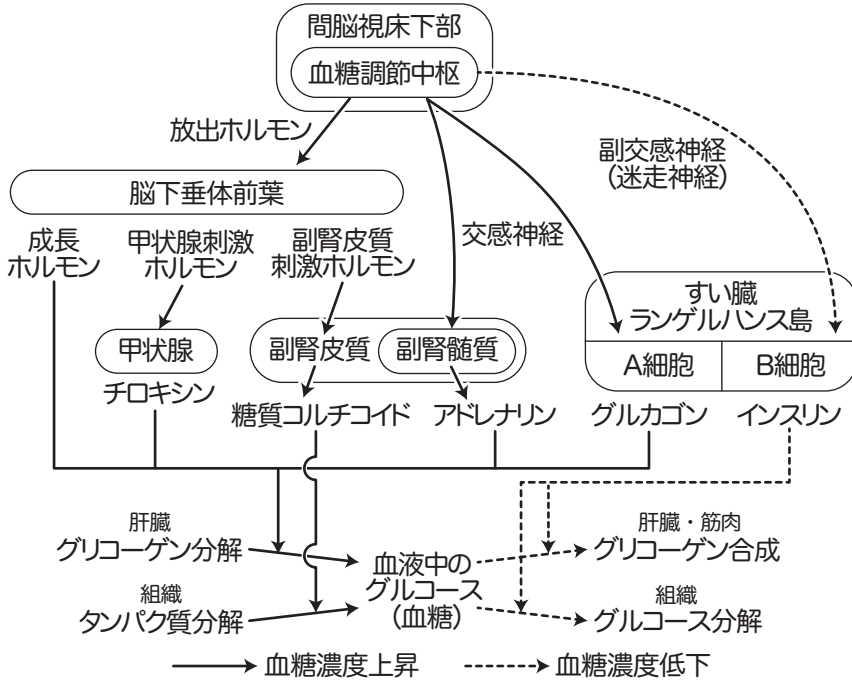 間脳視床下部
血糖調節中枢
放出ホルモン
副交感神経
(迷走神経)
脳下垂体前葉
成長
ホルモン
甲状腺刺激
ホルモン
副腎皮質
刺激ホルモン
交感神経
すい臓
ランゲルハンス島
甲状腺
副腎皮質
副腎髄質
A細胞
B細胞
チロキシン
糖質コルチコイド
アドレナリン
グルカゴン
インスリン
肝臓
グリコーゲン分解
組織
タンパク質分解
血液中の
グルコース
(血糖)
肝臓・筋肉
グリコーゲン合成
組織
グルコース分解
血糖濃度上昇
血糖濃度低下